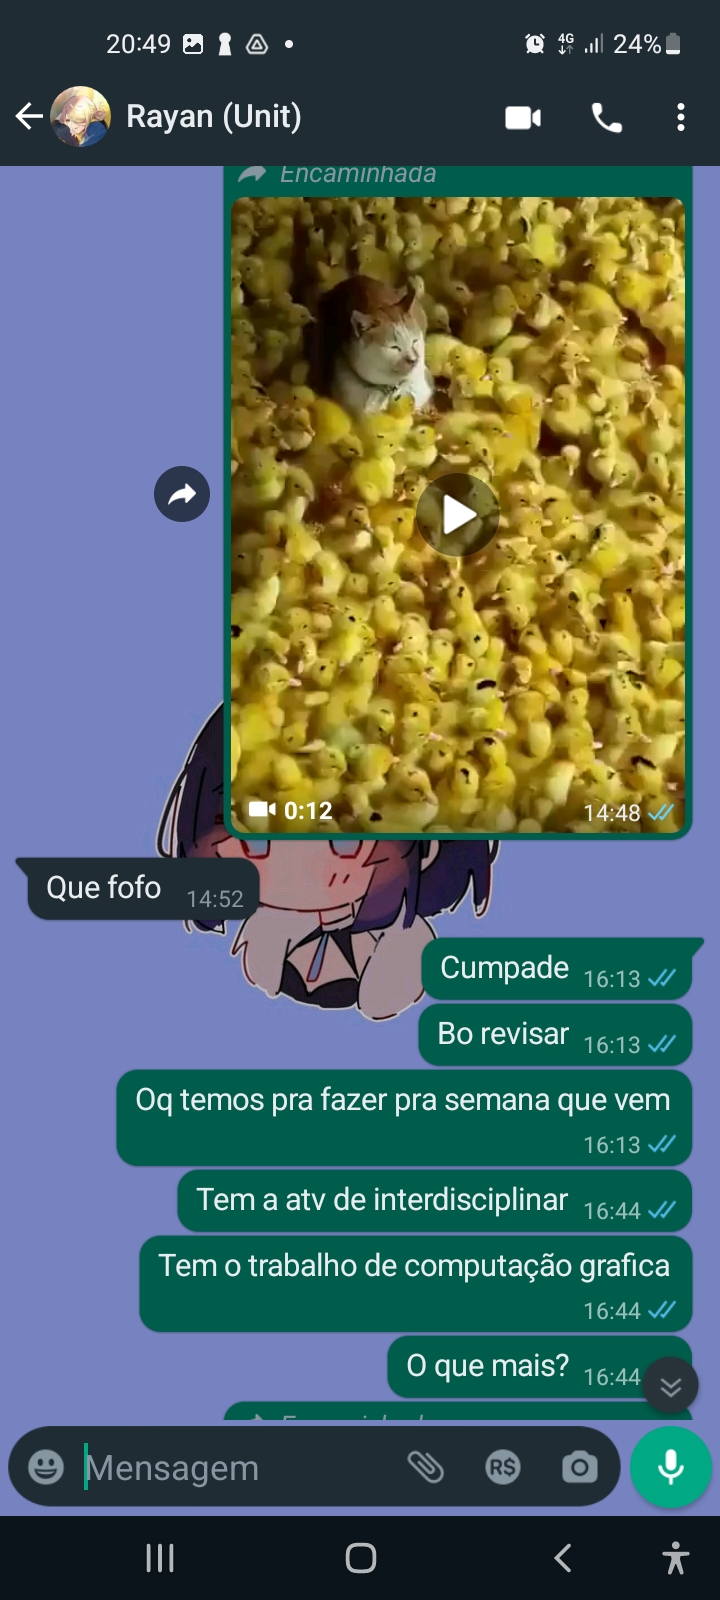 20:49
4G
24%
Rayan (Unit)
Encaminhada
0:12
14:48
Que fofo 14:52
Cumpade 16:13
Bo revisar 16:13
Oq temos pra fazer pra semana que vem
16:13
Tem a atv de interdisciplinar 16:44
Tem o trabalho de computação grafica
16:44
O que mais? 16:44
Mensagem
R$